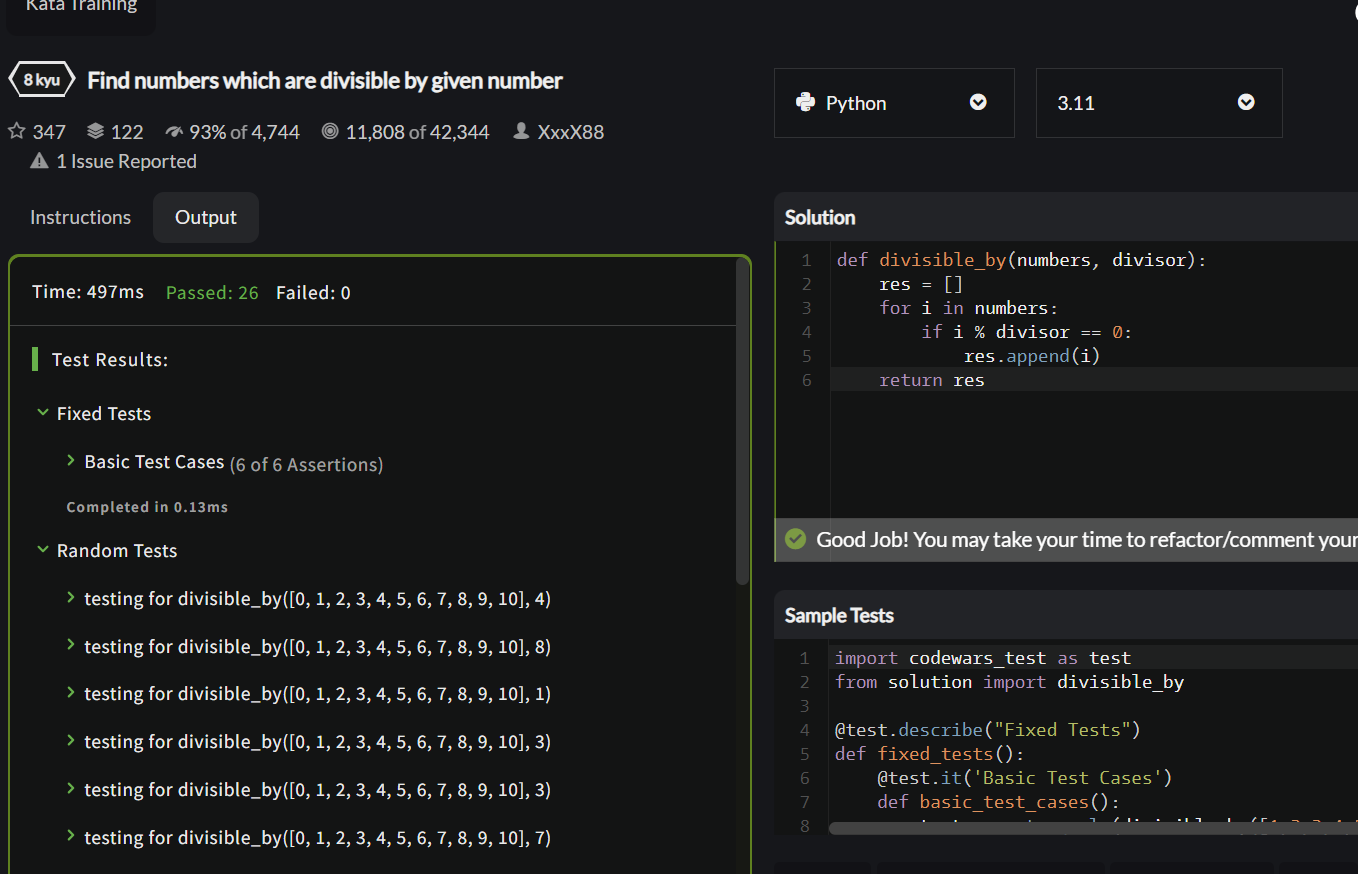 Kata Training
8 kyu Find numbers which are divisible by given number
347 122 93% of 4,744 11,808 of 42,344 XxxX88
1 Issue Reported
Instructions Output
Time: 497ms Passed: 26 Failed: 0
Test Results:
Fixed Tests
Basic Test Cases (6 of 6 Assertions)
Completed in 0.13ms
Random Tests
testing for divisible_by([0, 1, 2, 3, 4, 5, 6, 7, 8, 9, 10], 4)
testing for divisible_by([0, 1, 2, 3, 4, 5, 6, 7, 8, 9, 10], 8)
testing for divisible_by([0, 1, 2, 3, 4, 5, 6, 7, 8, 9, 10], 1)
testing for divisible_by([0, 1, 2, 3, 4, 5, 6, 7, 8, 9, 10], 3)
testing for divisible_by([0, 1, 2, 3, 4, 5, 6, 7, 8, 9, 10], 3)
testing for divisible_by([0, 1, 2, 3, 4, 5, 6, 7, 8, 9, 10], 7)
Python 3.11
Solution
1 def divisible_by(numbers, divisor):
2     res = []
3     for i in numbers:
4         if i % divisor == 0:
5             res.append(i)
6     return res
Good Job! You may take your time to refactor/comment your
Sample Tests
1 import codewars_test as test
2 from solution import divisible_by
3
4 @test.describe("Fixed Tests")
5 def fixed_tests():
6     @test.it('Basic Test Cases')
7     def basic_test_cases():
8